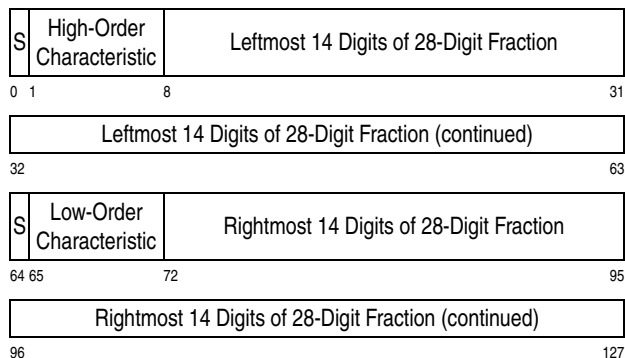 S High-Order Characteristic Leftmost 14 Digits of 28-Digit Fraction
0 1 8 31
Leftmost 14 Digits of 28-Digit Fraction (continued)
32 63
S Low-Order Characteristic Rightmost 14 Digits of 28-Digit Fraction
64 65 72 95
Rightmost 14 Digits of 28-Digit Fraction (continued)
96 127